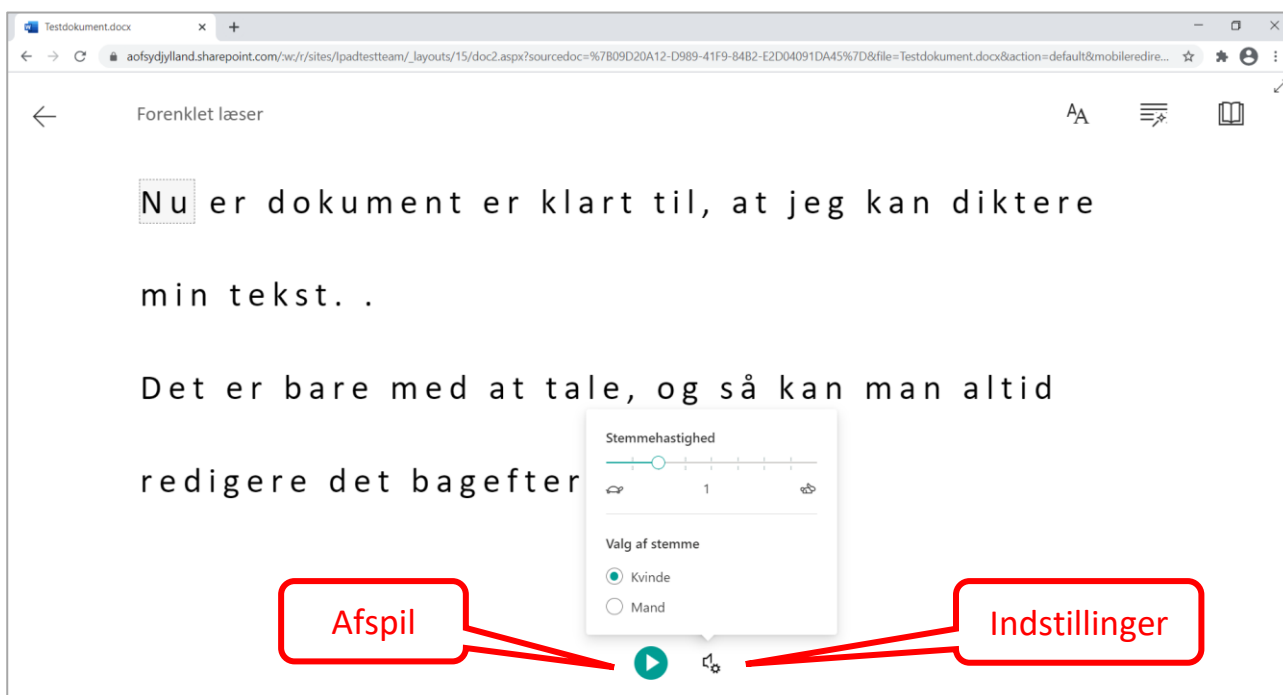 Testdokument.docx
aofsydjylland.sharepoint.com/:w:/r/sites/Ipadtestteam/_layouts/15/doc2.aspx?sourcedoc=%7B09D20A12-D989-41F9-84B2-E2D04091DA45%7D&file=Testdokument.docx&action=default&mobileredire...
Forenklet læser
AA
Nu er dokument er klart til, at jeg kan diktere
min tekst. .
Det er bare med at tale, og så kan man altid
redigere det bagefter
Stemmehastighed
1
Valg af stemme
Kvinde
Mand
Afspil
Indstillinger